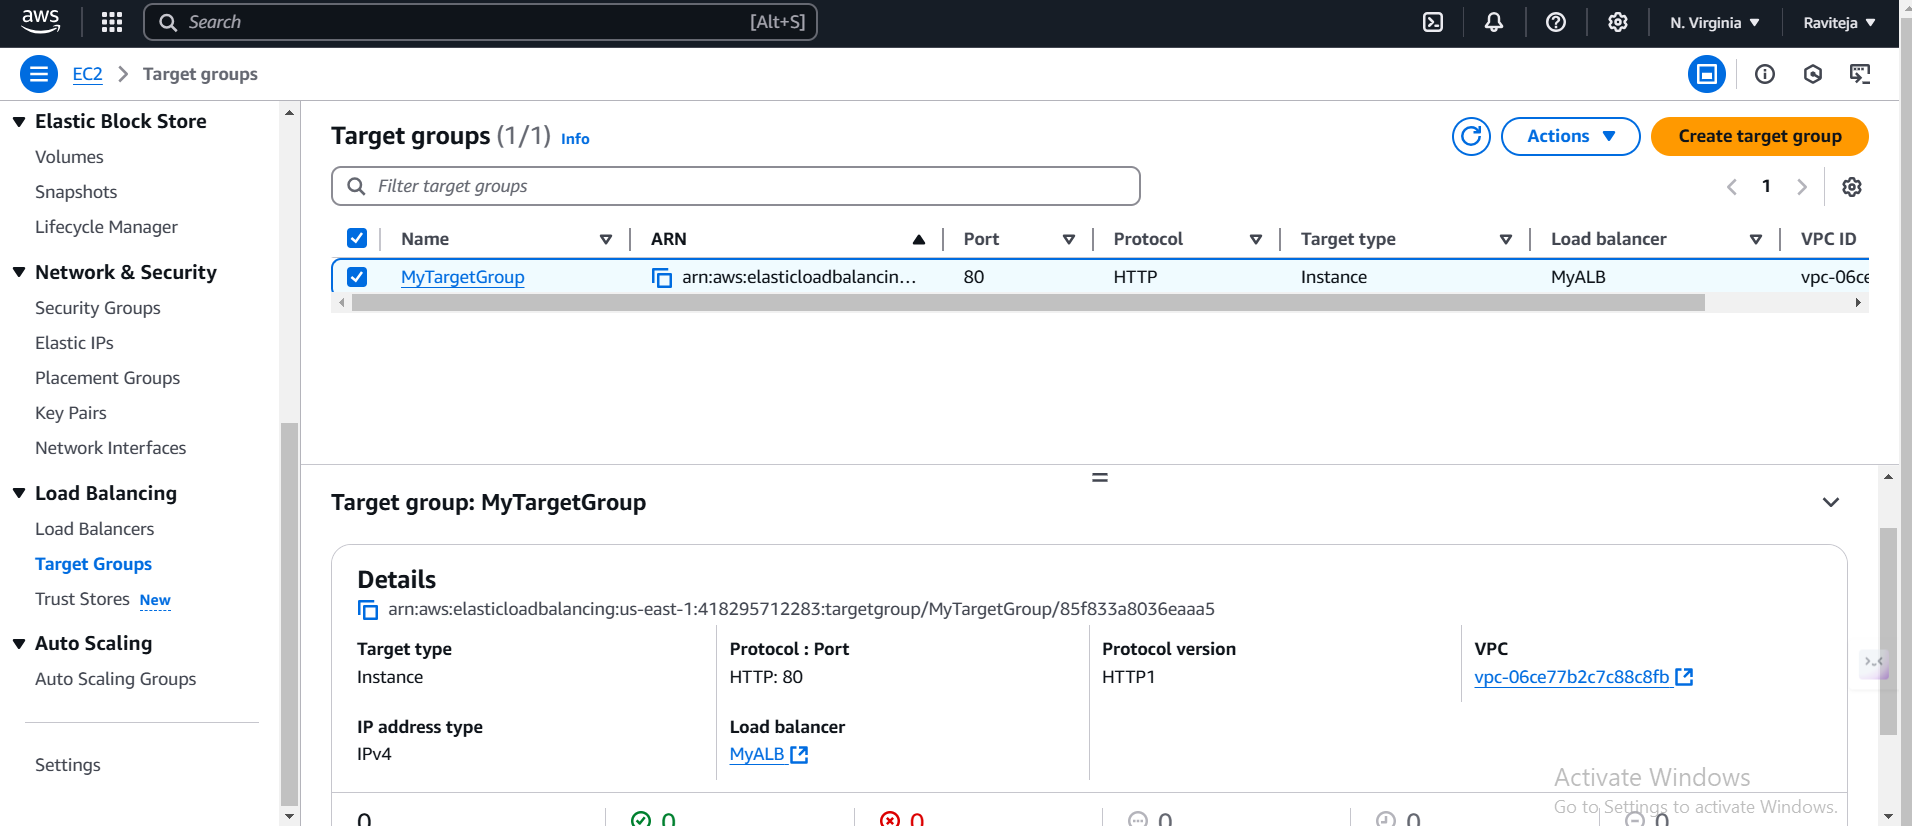 aws
Search [Alt+S]
N. Virginia Raviteja
EC2 Target groups
Elastic Block Store
Volumes
Snapshots
Lifecycle Manager
Network & Security
Security Groups
Elastic IPs
Placement Groups
Key Pairs
Network Interfaces
Load Balancing
Load Balancers
Target Groups
Trust Stores New
Auto Scaling
Auto Scaling Groups
Settings
Target groups (1/1) Info
Actions
Create target group
Filter target groups
1
Name ARN Port Protocol Target type Load balancer VPC ID
MyTargetGroup arn:aws:elasticloadbalancin... 80 HTTP Instance MyALB vpc-06ce
Target group: MyTargetGroup
Details
arn:aws:elasticloadbalancing:us-east-1:418295712283:targetgroup/MyTargetGroup/85f833a8036eaaa5
Target type Protocol : Port Protocol version VPC
Instance HTTP: 80 HTTP1 vpc-06ce77b2c7c88c8fb
IP address type Load balancer
IPv4 MyALB
0 0 0 0 0 0
Activate Windows
Go to Settings to activate Windows.